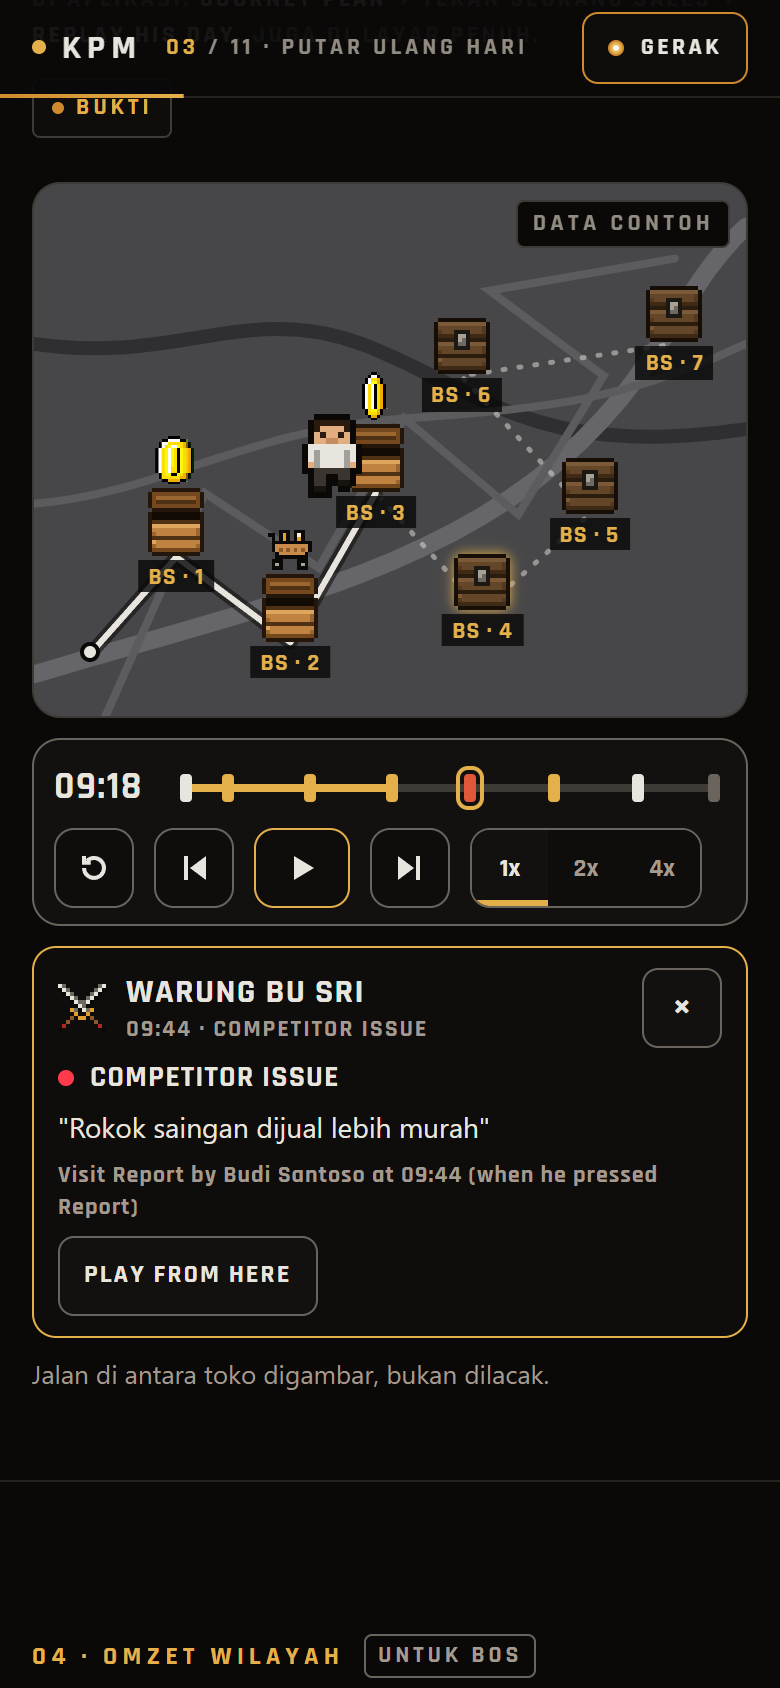 KPM 03 / 11 · PUTAR ULANG HARI GERAK
BUKTI
DATA CONTOH
BS · 7
BS · 6
BS · 3
BS · 5
BS · 1
BS · 4
BS · 2
09:18
1x 2x 4x
WARUNG BU SRI
09:44 · COMPETITOR ISSUE
×
COMPETITOR ISSUE
"Rokok saingan dijual lebih murah"
Visit Report by Budi Santoso at 09:44 (when he pressed
Report)
PLAY FROM HERE
Jalan di antara toko digambar, bukan dilacak.
04 · OMZET WILAYAH UNTUK BOS